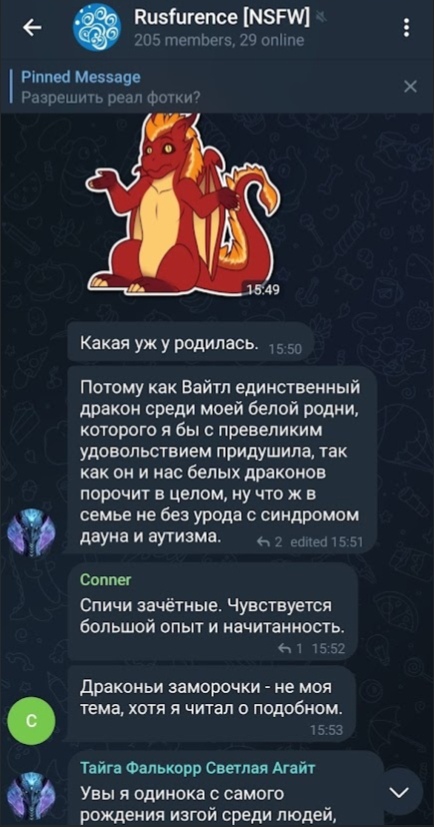 Rusfurence [NSFW]
205 members, 29 online
Pinned Message
Разрешить реал фотки?
15:49
Какая уж у родилась. 15:50
Потому как Вайтл единственный
дракон среди моей белой родни,
которого я бы с превеликим
удовольствием придушила, так
как он и нас белых драконов
порочит в целом, ну что ж в
семье не без урода с синдромом
дауна и аутизма. 2 edited 15:51
Conner
Спичи зачётные. Чувствуется
большой опыт и начитанность.
1 15:52
Драконьи заморочки - не моя
тема, хотя я читал о подобном.
15:53
C
Тайга Фалькорр Светлая Агайт
Увы я одинока с самого
рождения изгой среди людей,